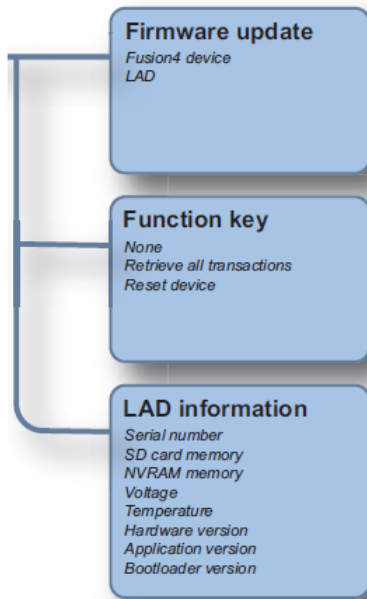 Firmware update
Fusion4 device
LAD
Function key
None
Retrieve all transactions
Reset device
LAD information
Serial number
SD card memory
NVRAM memory
Voltage
Temperature
Hardware version
Application version
Bootloader version